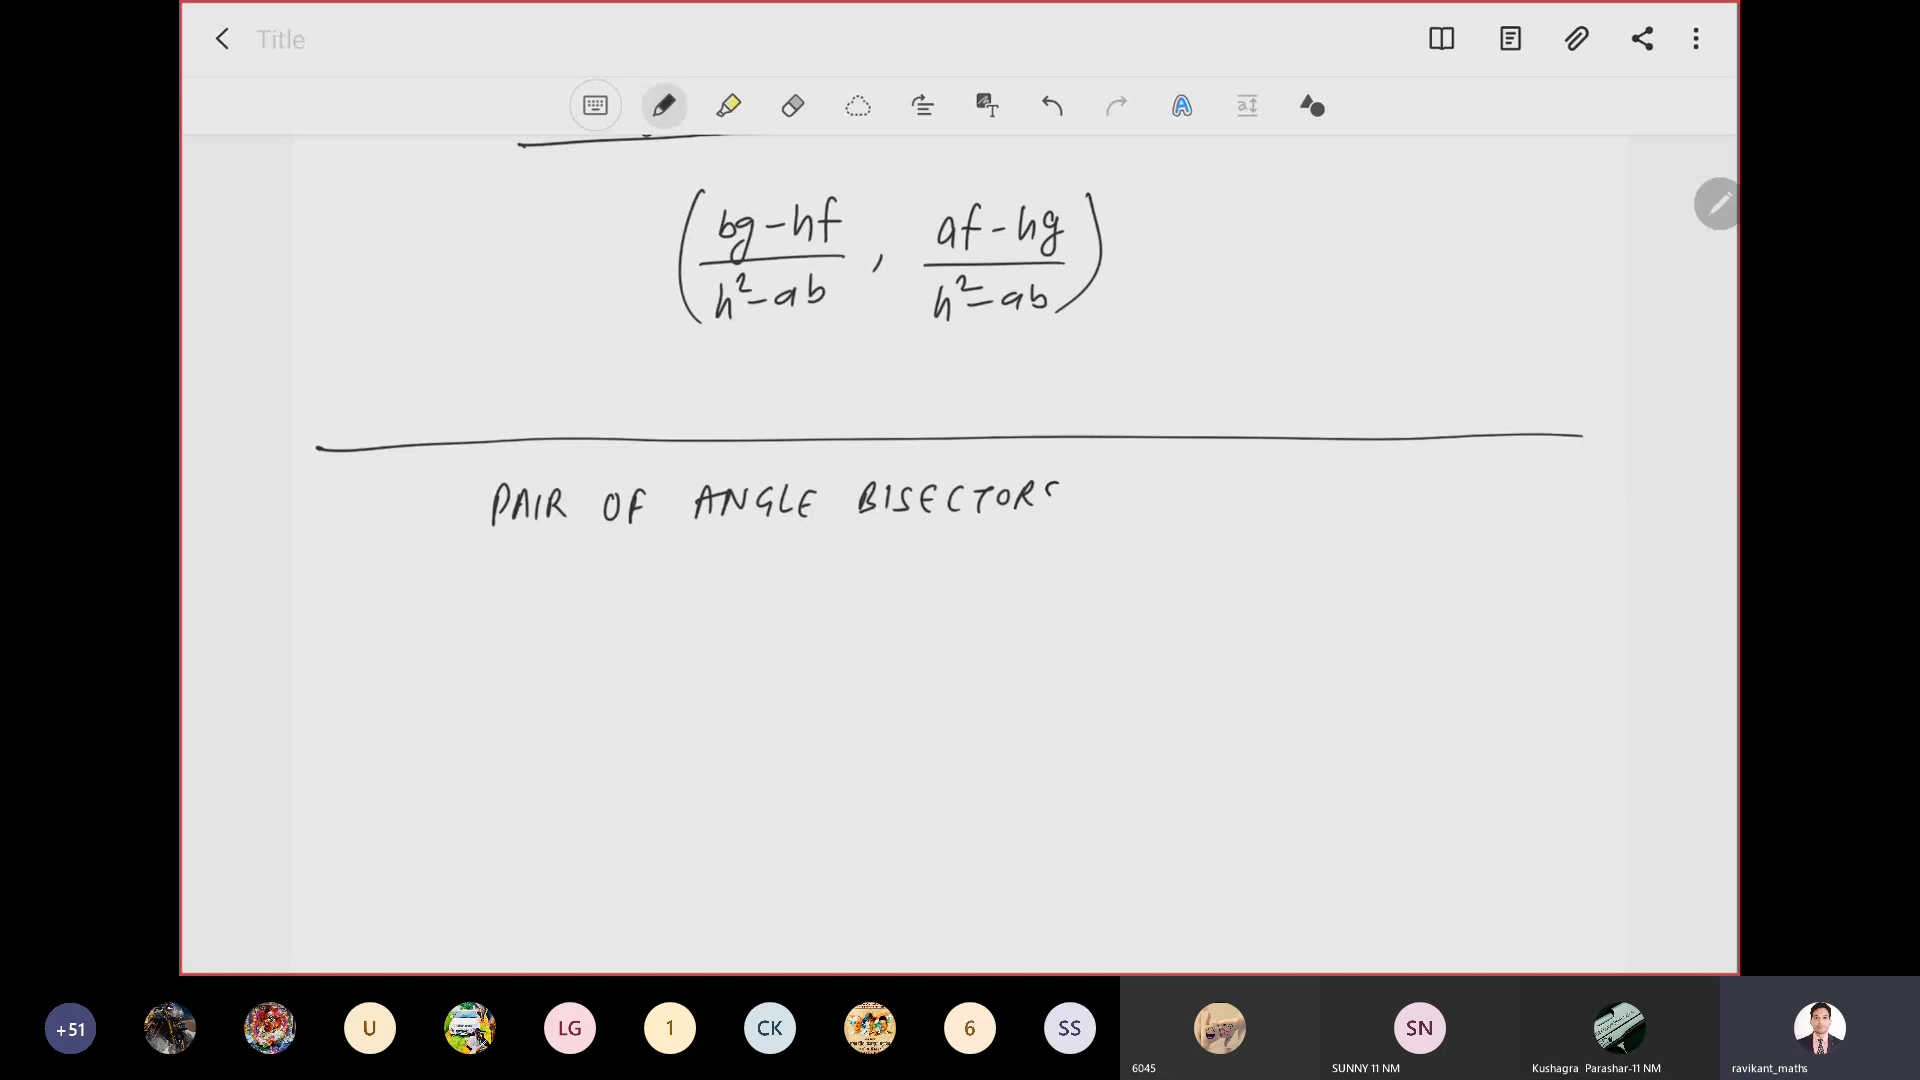 Title
A
a
( bg-hf / h²-ab , af-hg / h²-ab )
PAIR OF ANGLE BISECTORS
+51
U
LG
1
CK
6
SS
SN
6045
SUNNY 11 NM
Kushagra Parashar-11 NM
ravikant_maths